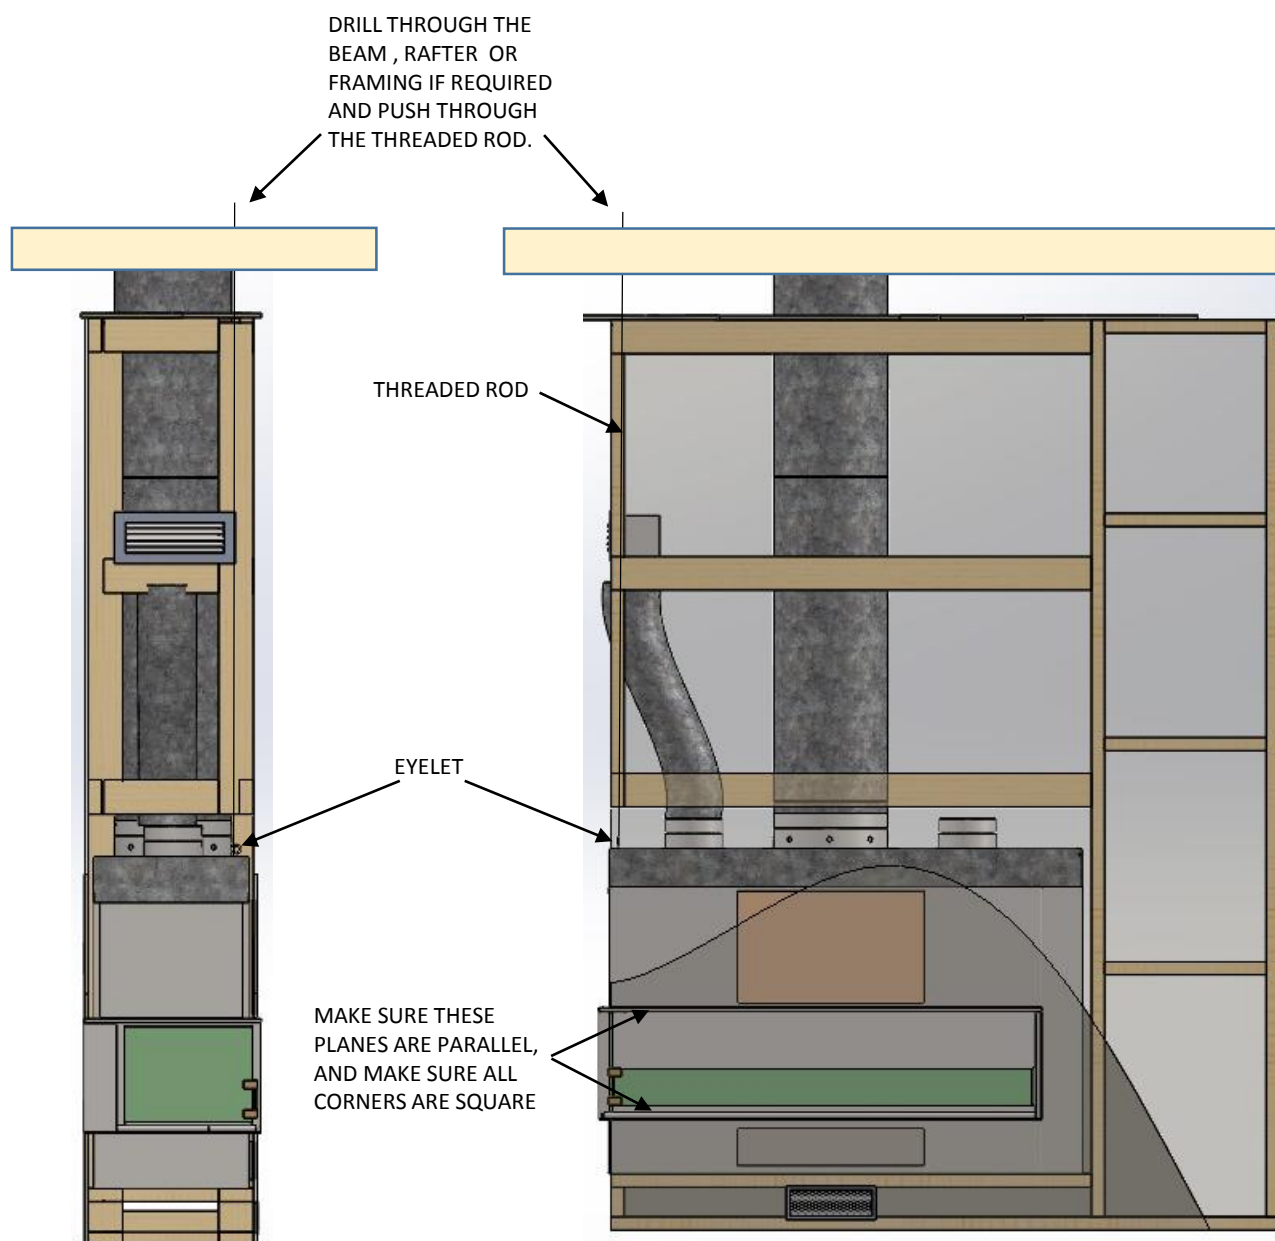 DRILL THROUGH THE
BEAM , RAFTER OR
FRAMING IF REQUIRED
AND PUSH THROUGH
THE THREADED ROD.
THREADED ROD
EYELET
MAKE SURE THESE
PLANES ARE PARALLEL,
AND MAKE SURE ALL
CORNERS ARE SQUARE